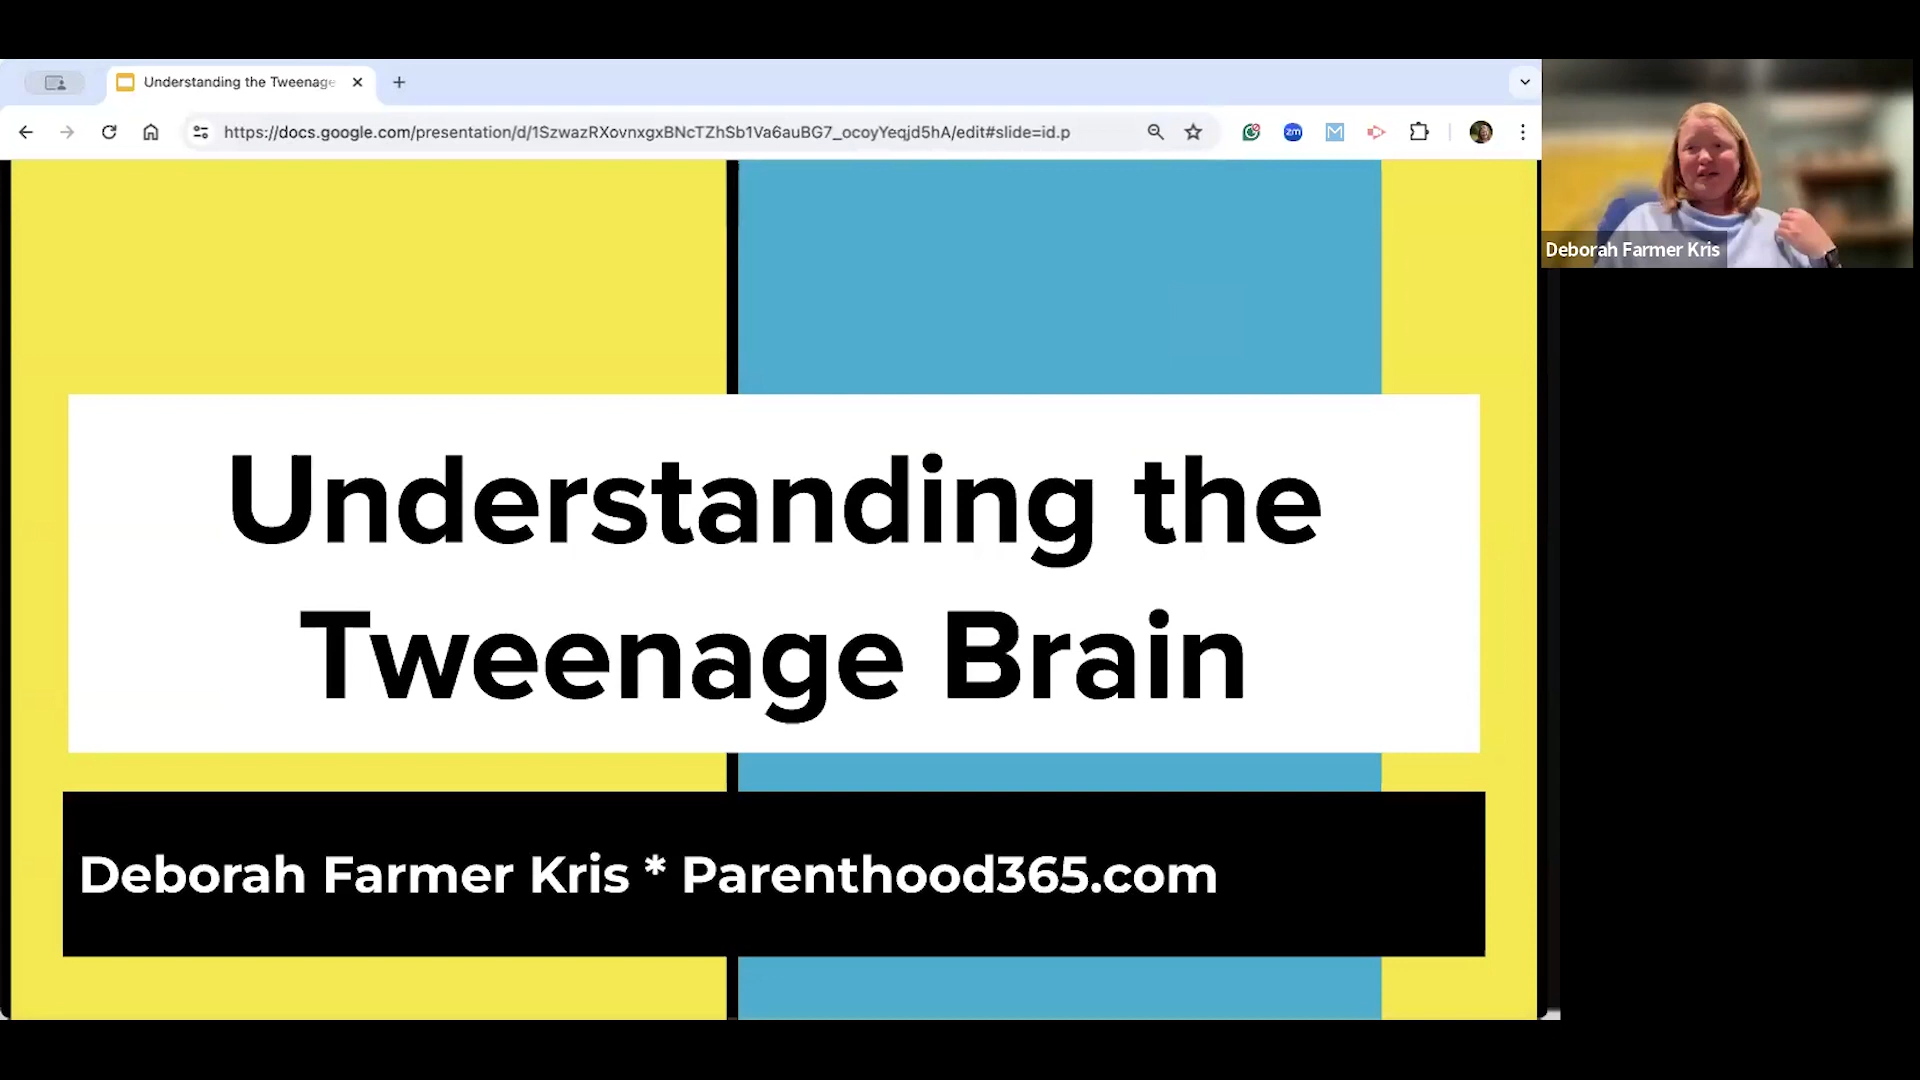 Understanding the Tweenage
https://docs.google.com/presentation/d/1SzwazRXovnxgxBNcTZhSb1Va6auBG7_ocoyYeqjd5hA/edit#slide=id.p
zm
M
Deborah Farmer Kris
Understanding the
Tweenage Brain
Deborah Farmer Kris * Parenthood365.com